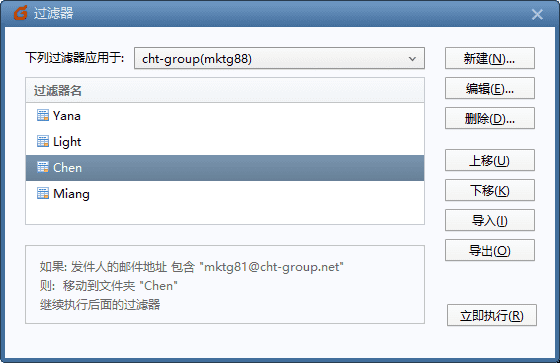 过滤器
下列过滤器应用于:
cht-group(mktg88)
过滤器名
Yana
Light
Chen
Miang
新建(N)...
编辑(E)...
删除(D)...
上移(U)
下移(K)
导入(I)
导出(O)
如果: 发件人的邮件地址 包含 "mktg81@cht-group.net"
则: 移动到文件夹 "Chen"
继续执行后面的过滤器
立即执行(R)